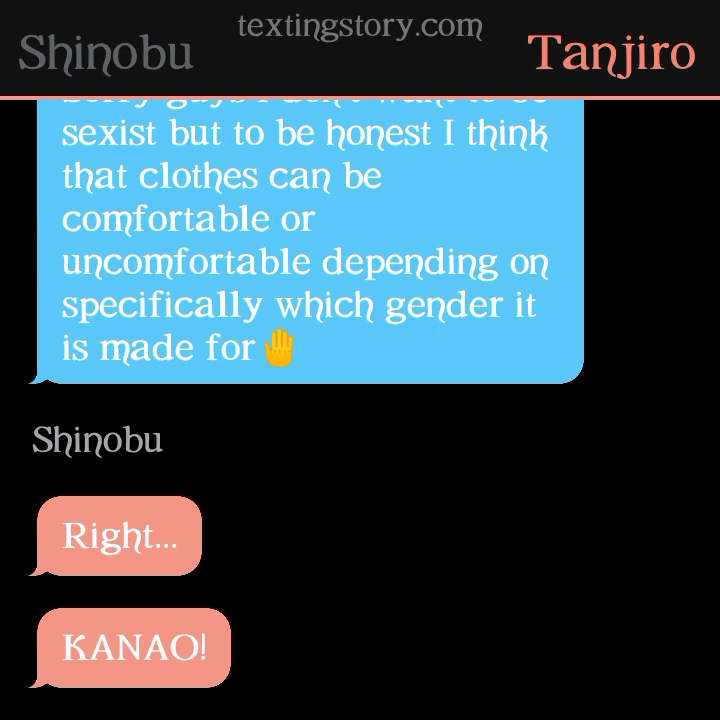 textingstory.com
Shinobu
Tanjiro
sexist but to be honest I think
that clothes can be
comfortable or
uncomfortable depending on
specifically which gender it
is made for🤚
Shinobu
Right...
KANAO!